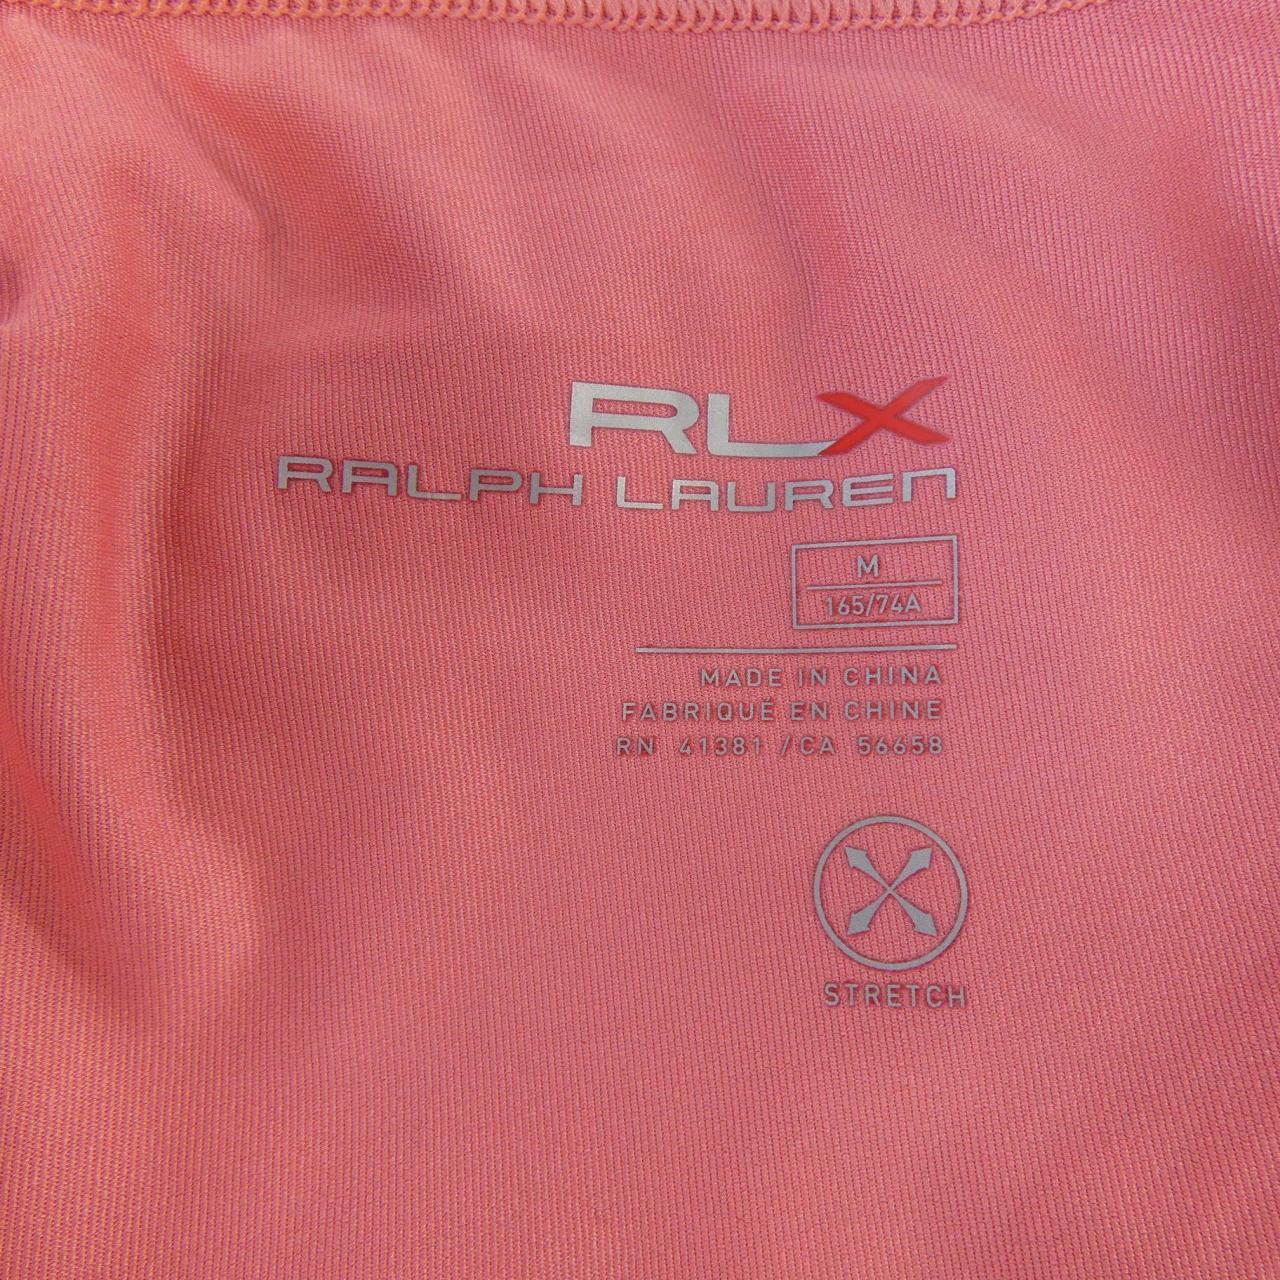 RLX
RALPH LAUREN
M
165/74A
MADE IN CHINA
FABRIQUÉ EN CHINE
RN 41381 /CA 56658
STRETCH